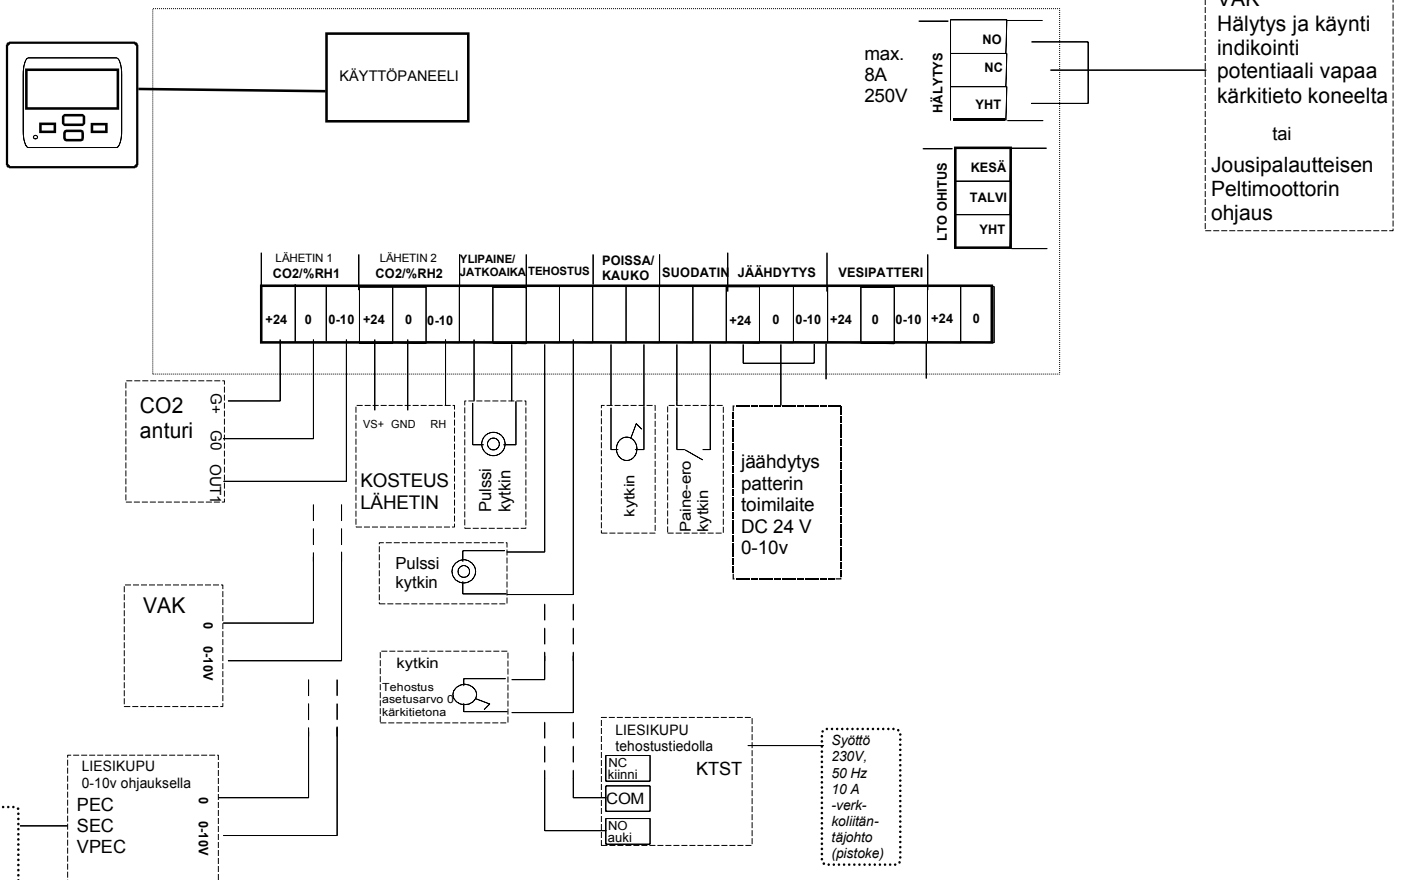 VAK
Hälytys ja käynti
indikointi
potentiaali vapaa
kärkitieto koneelta
tai
Jousipalautteisen
Peltimoottorin
ohjaus
KÄYTTÖPANEELI
max.
8A
250V
HÄLYTYS
NO
NC
YHT
LTO OHITUS
KESÄ
TALVI
YHT
LÄHETIN 1
CO2/%RH1
LÄHETIN 2
CO2/%RH2
YLIPAINE/
JATKOAIKA
TEHOSTUS
POISSA/
KAUKO
SUODATIN
JÄÄHDYTYS
VESIPATTERI
+24 0 0-10 +24 0 0-10 +24 0 0-10 +24 0 0-10 +24 0
CO2
anturi
G+
G0
OUT1
VS+ GND RH
KOSTEUS
LÄHETIN
Pulssi
kytkin
kytkin
Paine-ero
kytkin
jäähdytys
patterin
toimilaite
DC 24 V
0-10v
Pulssi
kytkin
VAK
0
0-10V
kytkin
Tehostus
asetusarvo 0
kärkitietona
LIESIKUPU
tehostustiedolla
NC
kiinni
KTST
COM
NO
auki
Syöttö
230V,
50 Hz
10 A
-verk-
koliitän-
täjohto
(pistoke)
LIESIKUPU
0-10v ohjauksella
PEC
SEC
VPEC
0
0-10V